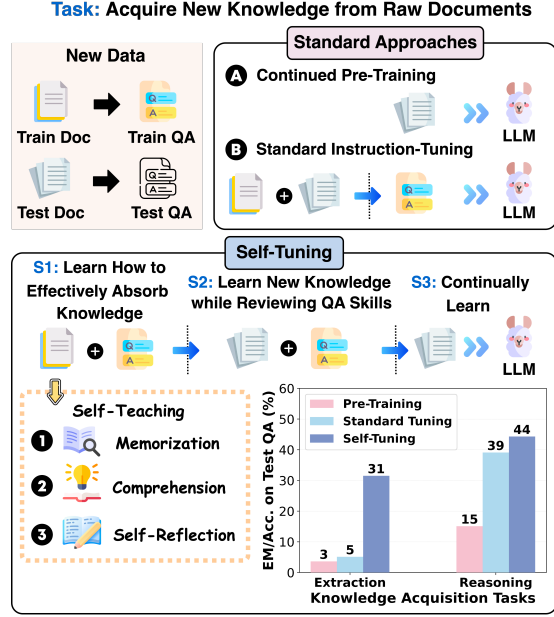 Task: Acquire New Knowledge from Raw Documents
New Data
Train Doc
Q
A
Train QA
Test Doc
Q
A
Test QA
Standard Approaches
A Continued Pre-Training
LLM
B Standard Instruction-Tuning
Q
A
LLM
Self-Tuning
S1: Learn How to
Effectively Absorb
Knowledge
S2: Learn New Knowledge
while Reviewing QA Skills
S3: Continually
Learn
Q
A
Q
A
LLM
Self-Teaching
1 Memorization
2 Comprehension
3 Self-Reflection
EM/Acc. on Test QA (%)
60
50
40
30
20
10
0
Pre-Training
Standard Tuning
Self-Tuning
3
5
31
15
39
44
Extraction
Reasoning
Knowledge Acquisition Tasks